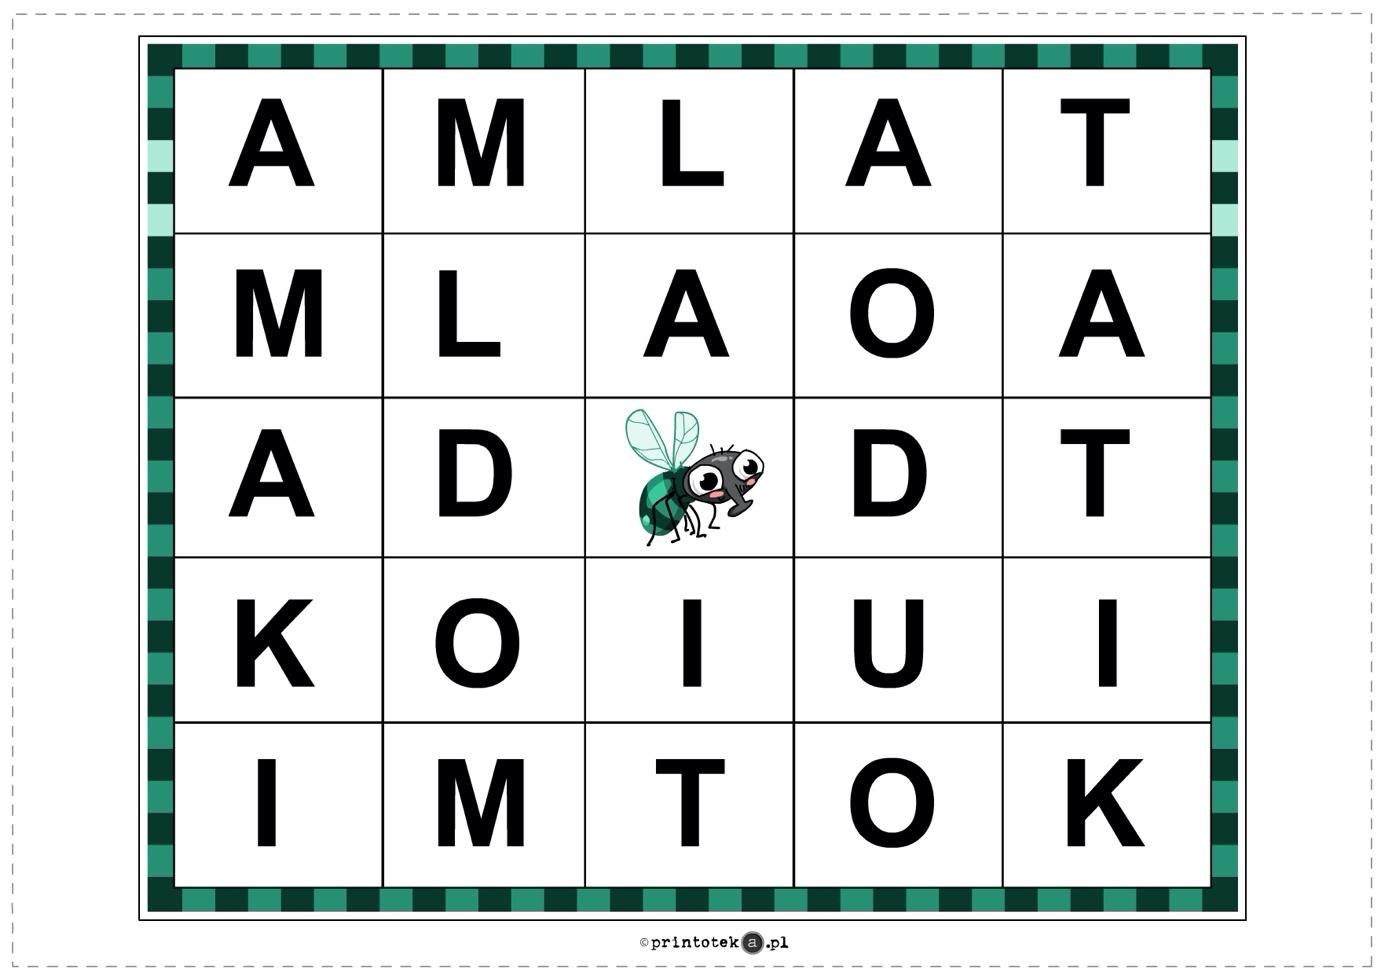 A M L A T
M L A O A
A D D T
K O I U I
I M T O K
©printoteka.pl